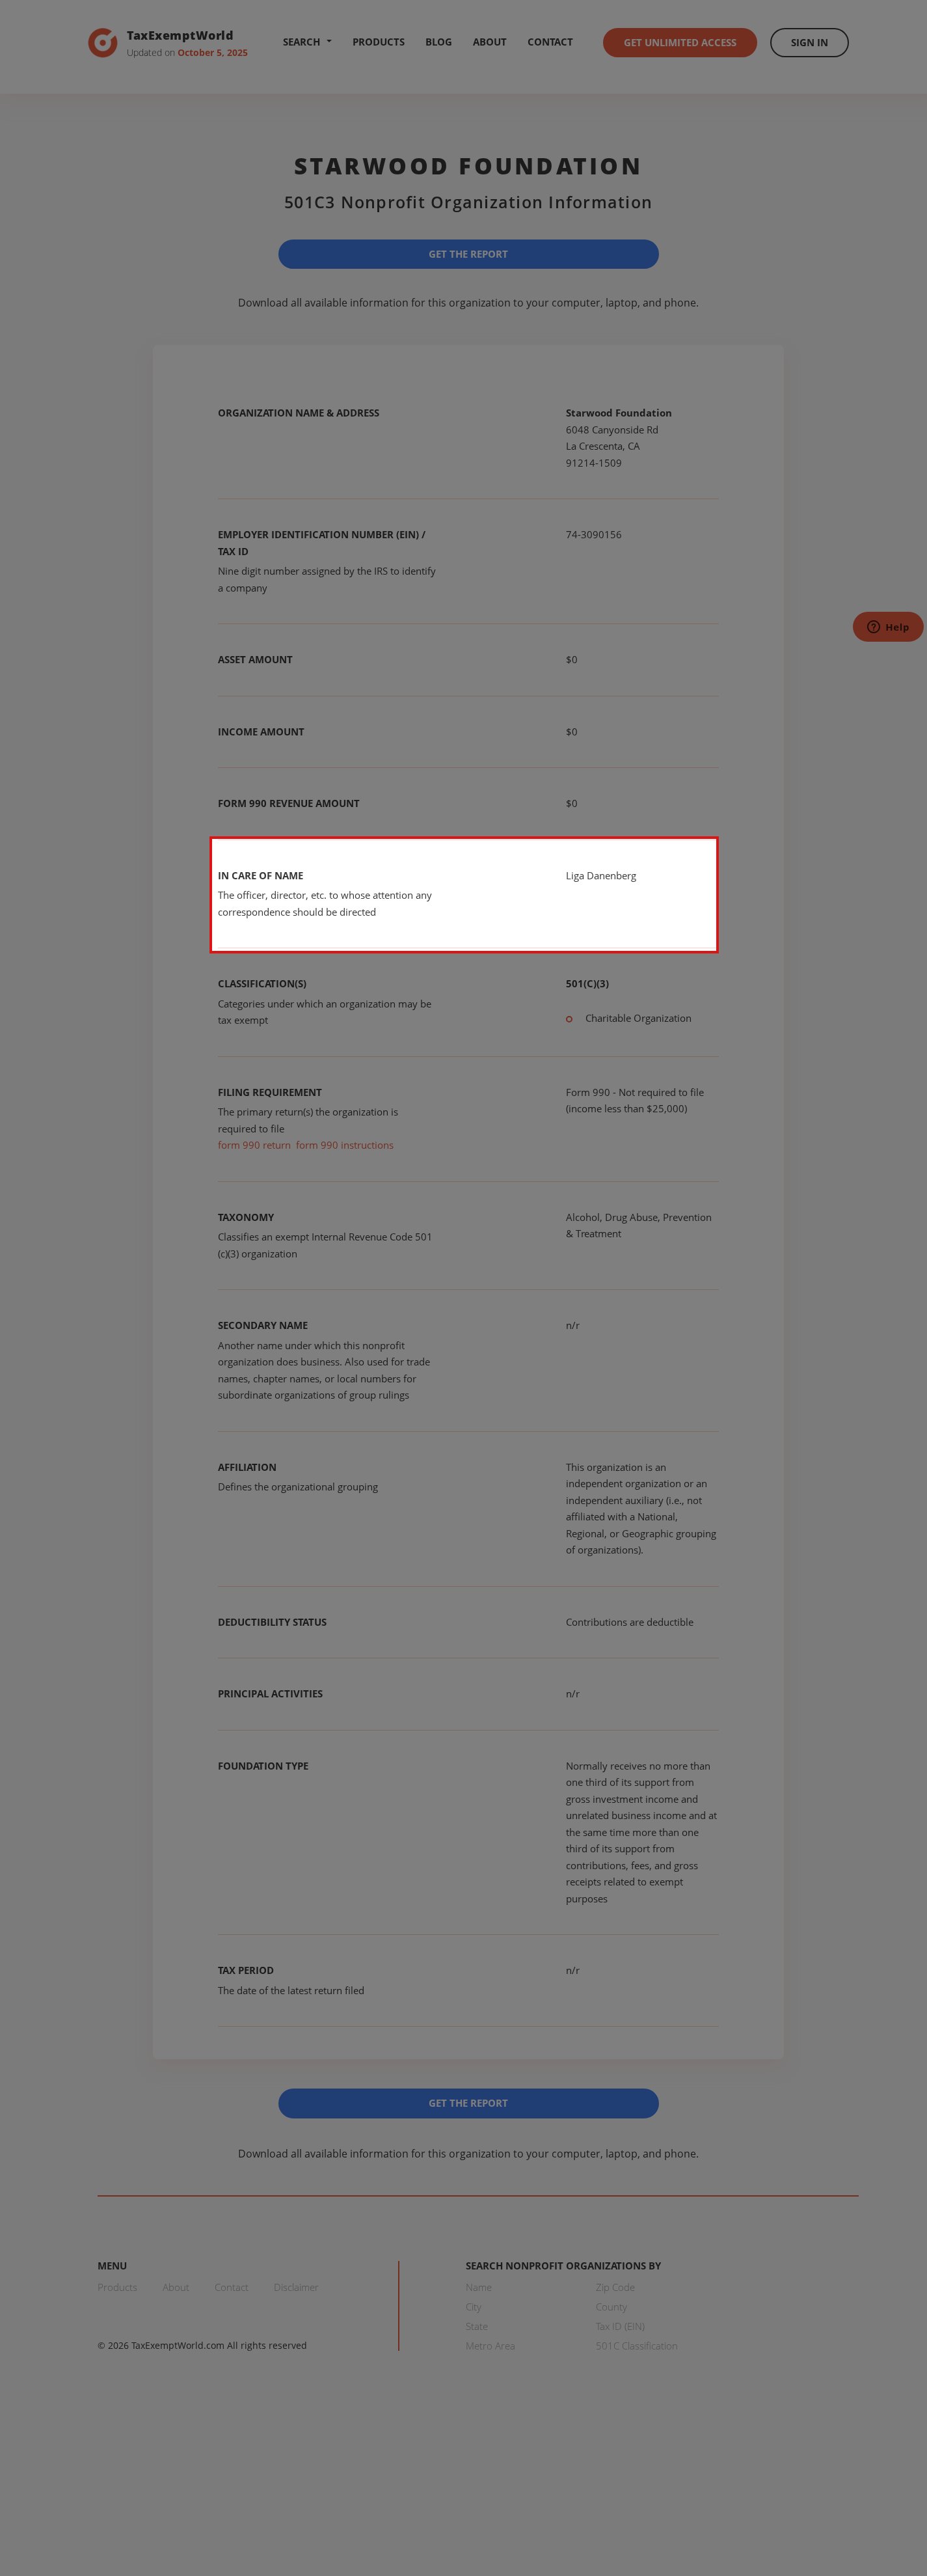 TaxExemptWorld
Updated on October 5, 2025
SEARCH
PRODUCTS
BLOG
ABOUT
CONTACT
GET UNLIMITED ACCESS
SIGN IN
STARWOOD FOUNDATION
501C3 Nonprofit Organization Information
GET THE REPORT
Download all available information for this organization to your computer, laptop, and phone.
ORGANIZATION NAME & ADDRESS
Starwood Foundation
6048 Canyonside Rd
La Crescenta, CA
91214-1509
EMPLOYER IDENTIFICATION NUMBER (EIN) /
TAX ID
Nine digit number assigned by the IRS to identify
a company
74-3090156
Help
ASSET AMOUNT
$0
INCOME AMOUNT
$0
FORM 990 REVENUE AMOUNT
$0
IN CARE OF NAME
The officer, director, etc. to whose attention any
correspondence should be directed
Liga Danenberg
CLASSIFICATION(S)
Categories under which an organization may be
tax exempt
501(C)(3)
Charitable Organization
FILING REQUIREMENT
The primary return(s) the organization is
required to file
form 990 return form 990 instructions
Form 990 - Not required to file
(income less than $25,000)
TAXONOMY
Classifies an exempt Internal Revenue Code 501
(c)(3) organization
Alcohol, Drug Abuse, Prevention
& Treatment
SECONDARY NAME
Another name under which this nonprofit
organization does business. Also used for trade
names, chapter names, or local numbers for
subordinate organizations of group rulings
n/r
AFFILIATION
Defines the organizational grouping
This organization is an
independent organization or an
independent auxiliary (i.e., not
affiliated with a National,
Regional, or Geographic grouping
of organizations).
DEDUCTIBILITY STATUS
Contributions are deductible
PRINCIPAL ACTIVITIES
n/r
FOUNDATION TYPE
Normally receives no more than
one third of its support from
gross investment income and
unrelated business income and at
the same time more than one
third of its support from
contributions, fees, and gross
receipts related to exempt
purposes
TAX PERIOD
The date of the latest return filed
n/r
GET THE REPORT
Download all available information for this organization to your computer, laptop, and phone.
MENU
Products
About
Contact
Disclaimer
© 2026 TaxExemptWorld.com All rights reserved
SEARCH NONPROFIT ORGANIZATIONS BY
Name
Zip Code
City
County
State
Tax ID (EIN)
Metro Area
501C Classification